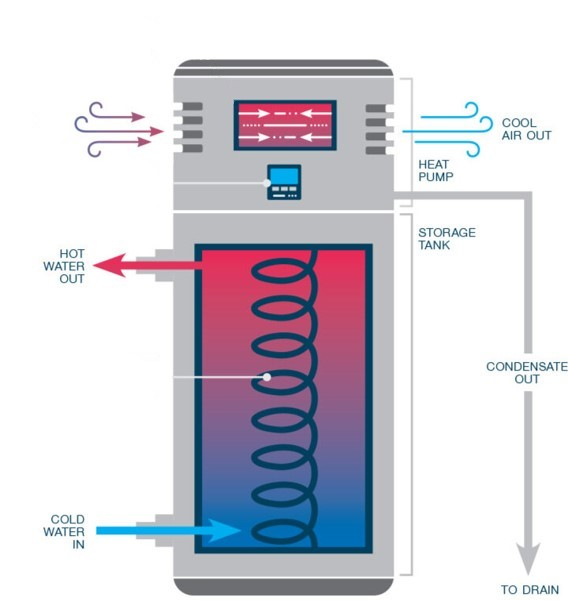 COOL
AIR OUT
HEAT
PUMP
STORAGE
TANK
HOT
WATER
OUT
CONDENSATE
OUT
COLD
WATER
IN
TO DRAIN